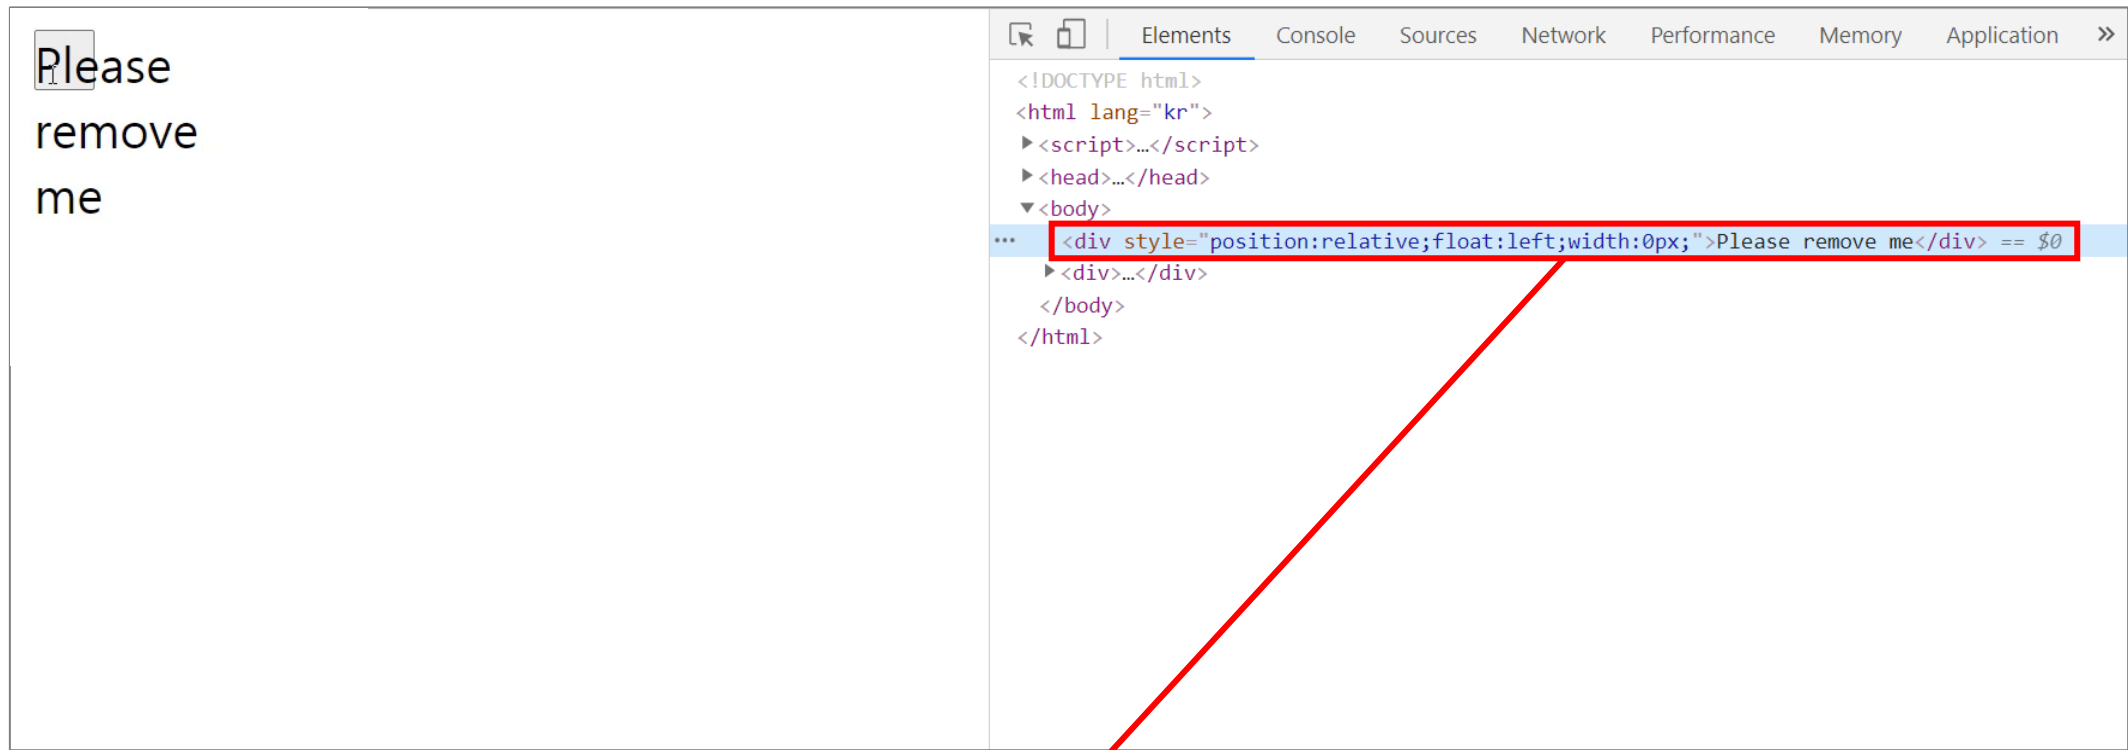 Please
remove
me
Elements Console Sources Network Performance Memory Application »
<!DOCTYPE html>
<html lang="kr">
▶<script>…</script>
▶<head>…</head>
▼<body>
… <div style="position:relative;float:left;width:0px;">Please remove me</div> == $0
▶<div>…</div>
</body>
</html>